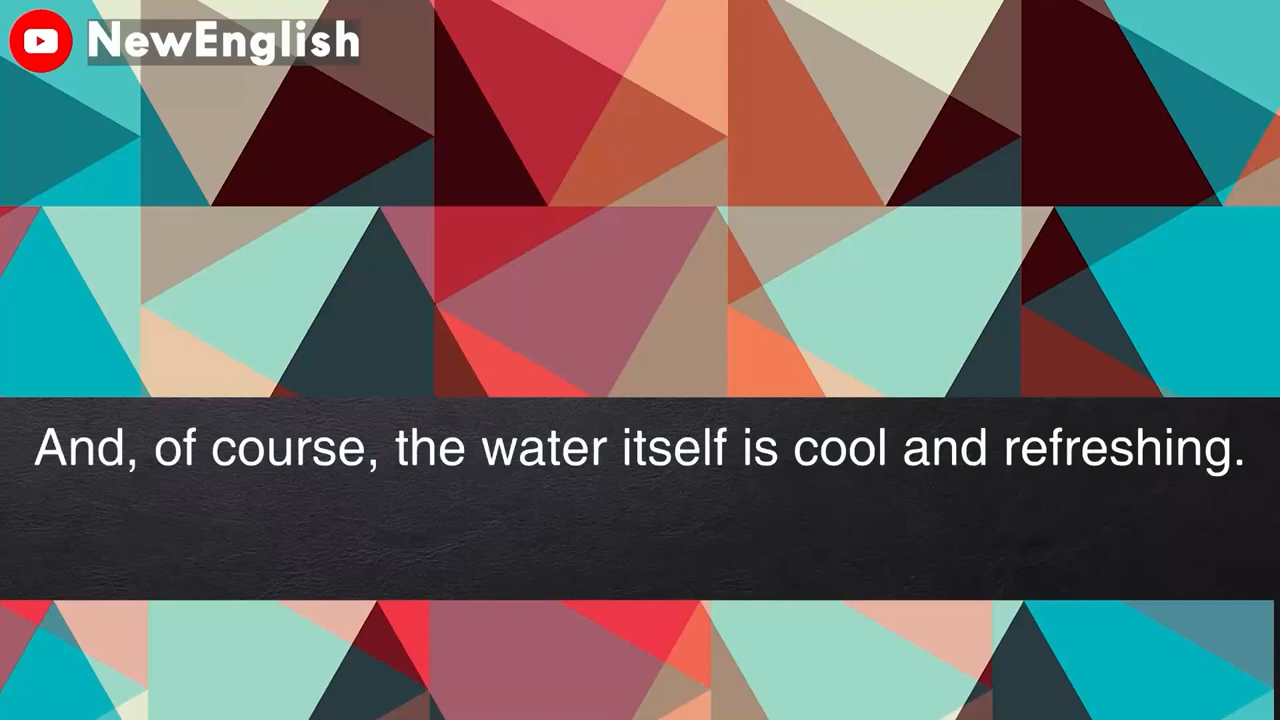 NewEnglish
And, of course, the water itself is cool and refreshing.